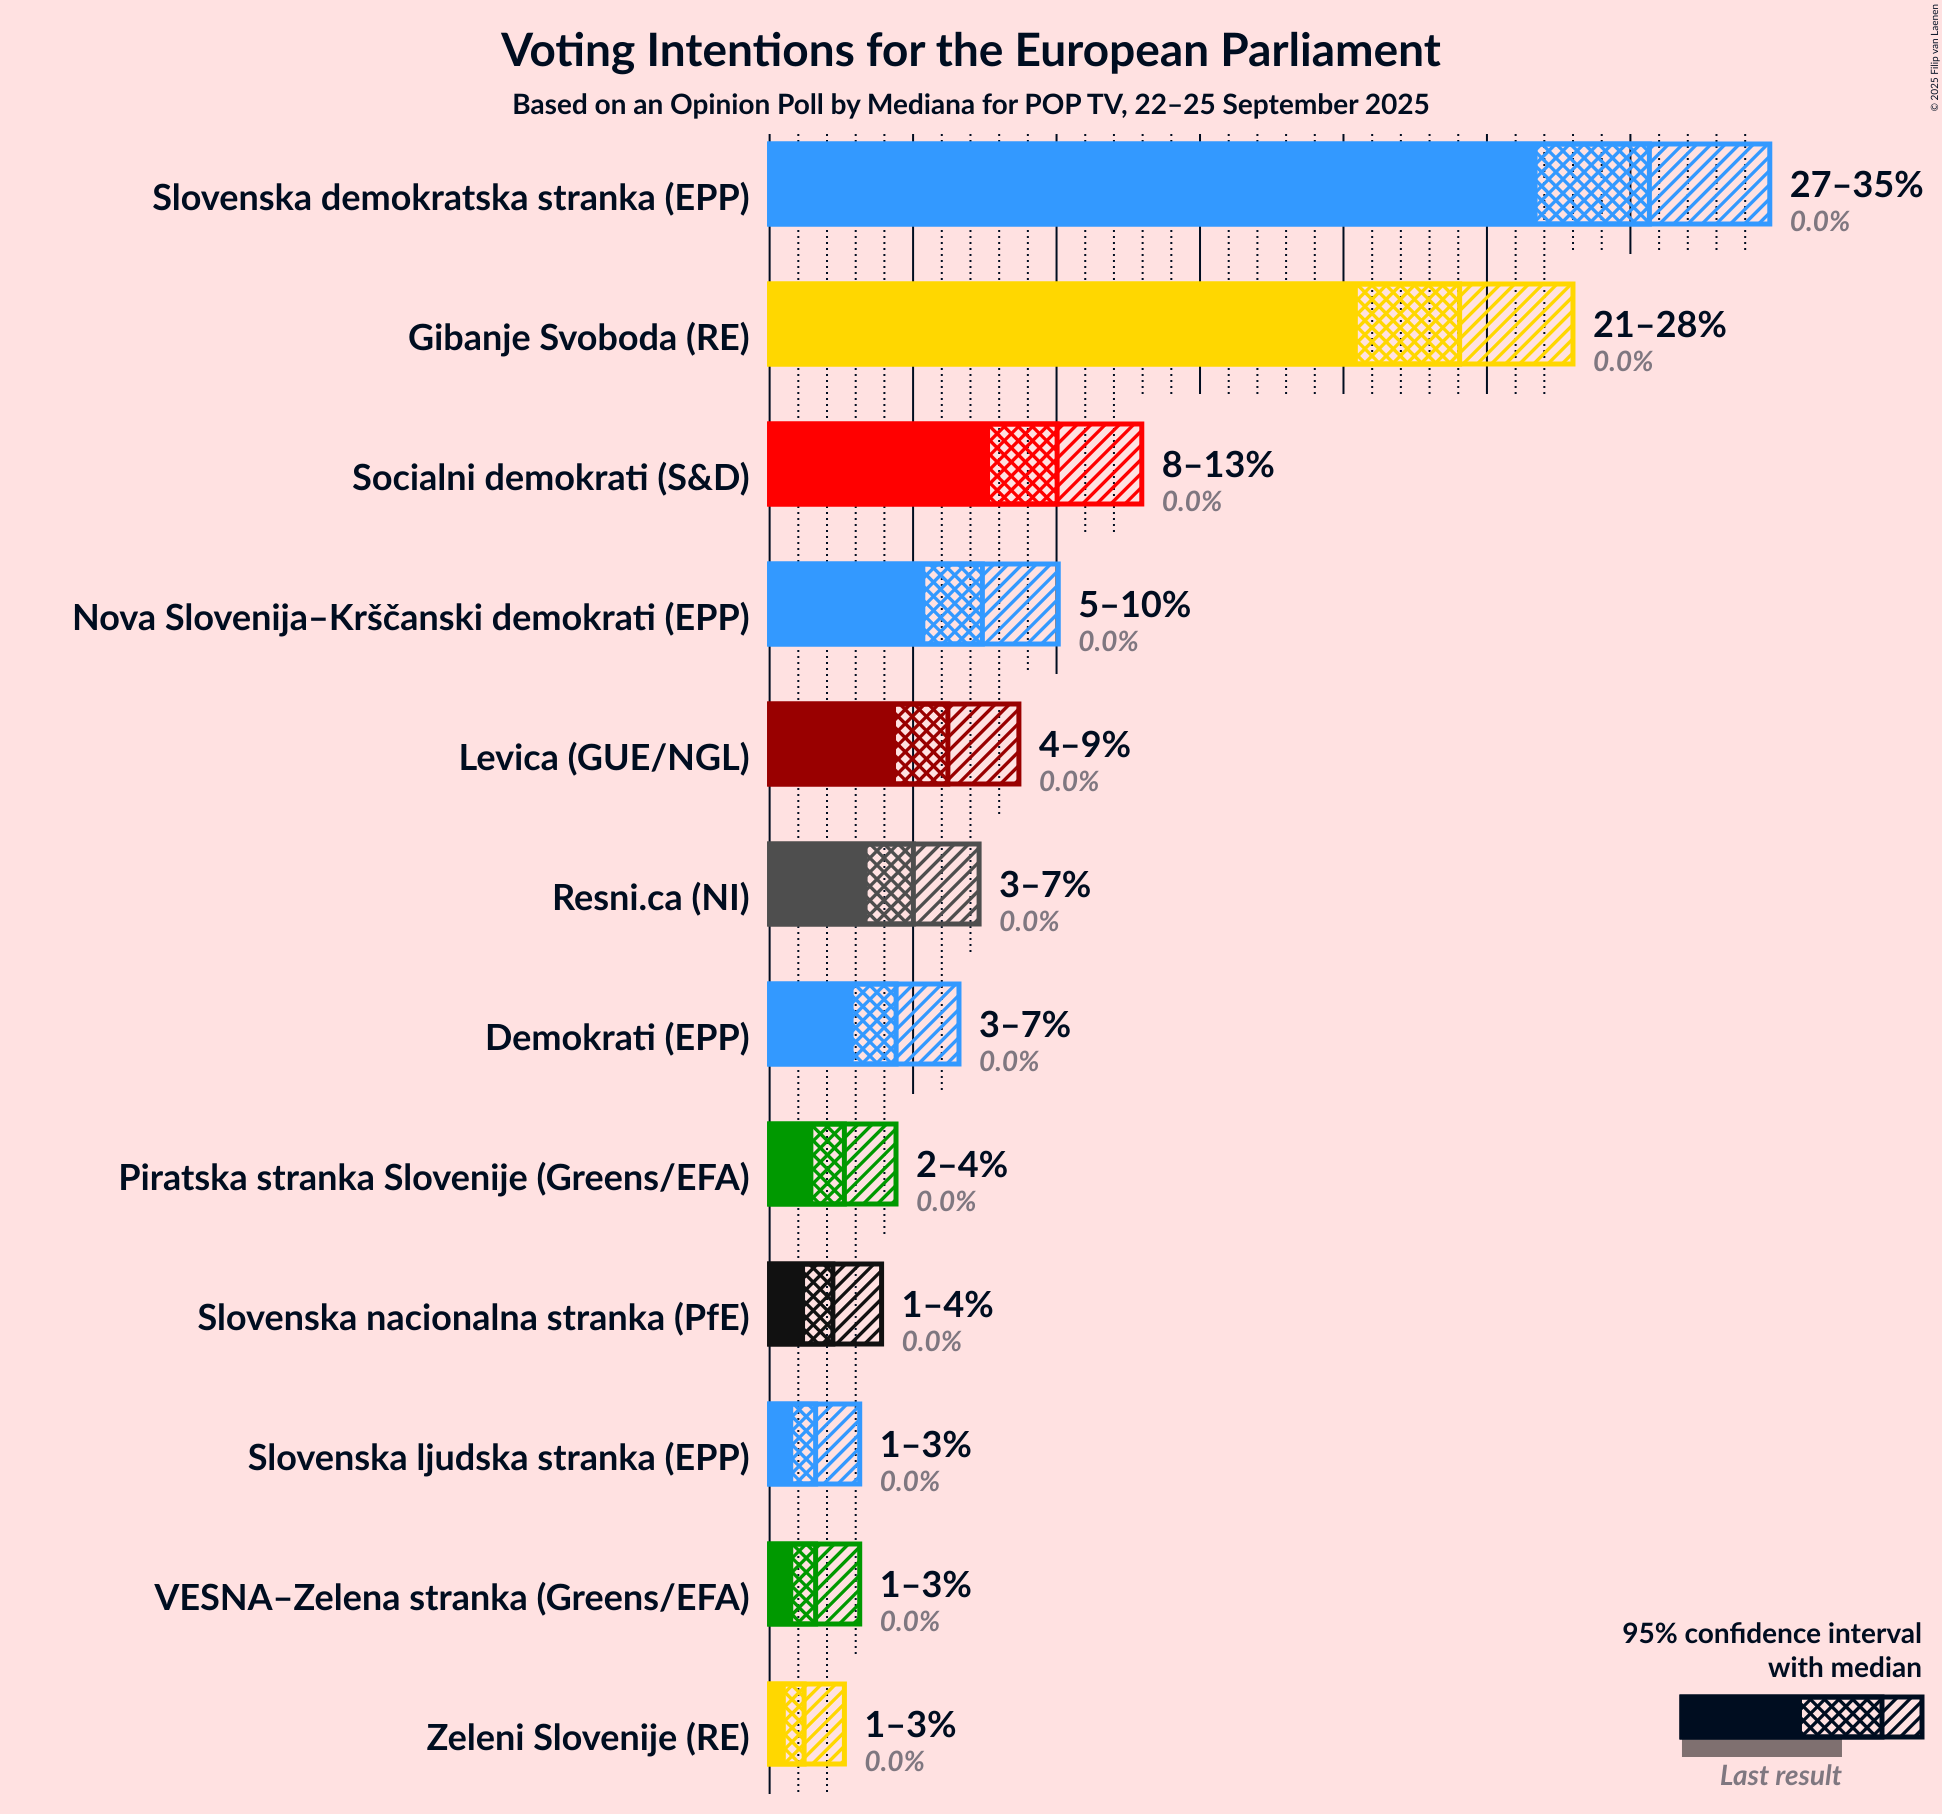 Voting Intentions for the European Parliament
Based on an Opinion Poll by Mediana for POP TV, 22–25 September 2025
© 2025 Filip van Laenen
Slovenska demokratska stranka (EPP)
27–35%
0.0%
Gibanje Svoboda (RE)
21–28%
0.0%
Socialni demokrati (S&D)
8–13%
0.0%
Nova Slovenija–Krščanski demokrati (EPP)
5–10%
0.0%
Levica (GUE/NGL)
4–9%
0.0%
Resni.ca (NI)
3–7%
0.0%
Demokrati (EPP)
3–7%
0.0%
Piratska stranka Slovenije (Greens/EFA)
2–4%
0.0%
Slovenska nacionalna stranka (PfE)
1–4%
0.0%
Slovenska ljudska stranka (EPP)
1–3%
0.0%
VESNA–Zelena stranka (Greens/EFA)
1–3%
0.0%
Zeleni Slovenije (RE)
1–3%
0.0%
95% confidence interval
with median
Last result